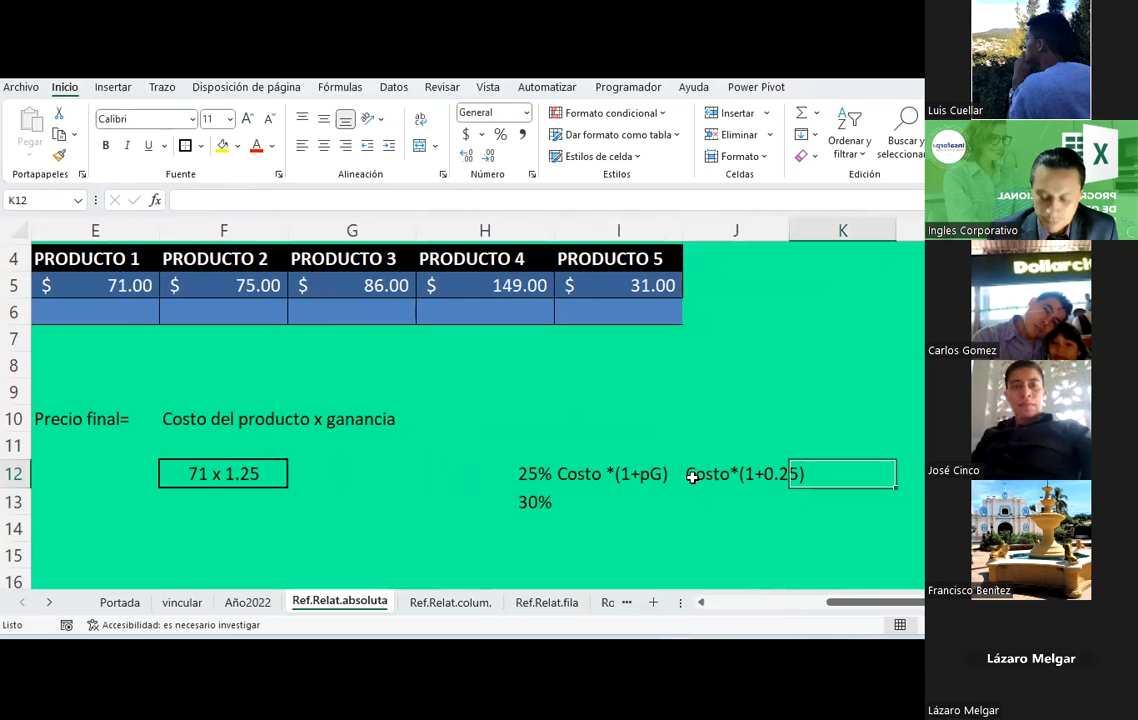 Archivo Inicio Insertar Trazo Disposición de página Fórmulas Datos Revisar Vista Automatizar Programador Ayuda Power Pivot
Pegar
Portapapeles
Calibri 11
N K S
Fuente
Alineación
General
$ % 000
Número
Formato condicional
Dar formato como tabla
Estilos de celda
Estilos
Insertar
Eliminar
Formato
Celdas
Ordenar y
filtrar
Buscar y
seleccionar
Edición
K12 fx
E F G H I J K
4 PRODUCTO 1 PRODUCTO 2 PRODUCTO 3 PRODUCTO 4 PRODUCTO 5
5 $ 71.00 $ 75.00 $ 86.00 $ 149.00 $ 31.00
6
7
8
9
10 Precio final= Costo del producto x ganancia
11
12 71 x 1.25 25% Costo *(1+pG) Costo*(1+0.25)
13 30%
14
15
16
Portada vincular Año2022 Ref.Relat.absoluta Ref.Relat.colum. Ref.Relat.fila Rc ...
Listo Accesibilidad: es necesario investigar
Luis Cuellar
Ingles Corporativo
Dollarci
Carlos Gomez
José Cinco
Francisco Benítez
Lázaro Melgar
Lázaro Melgar